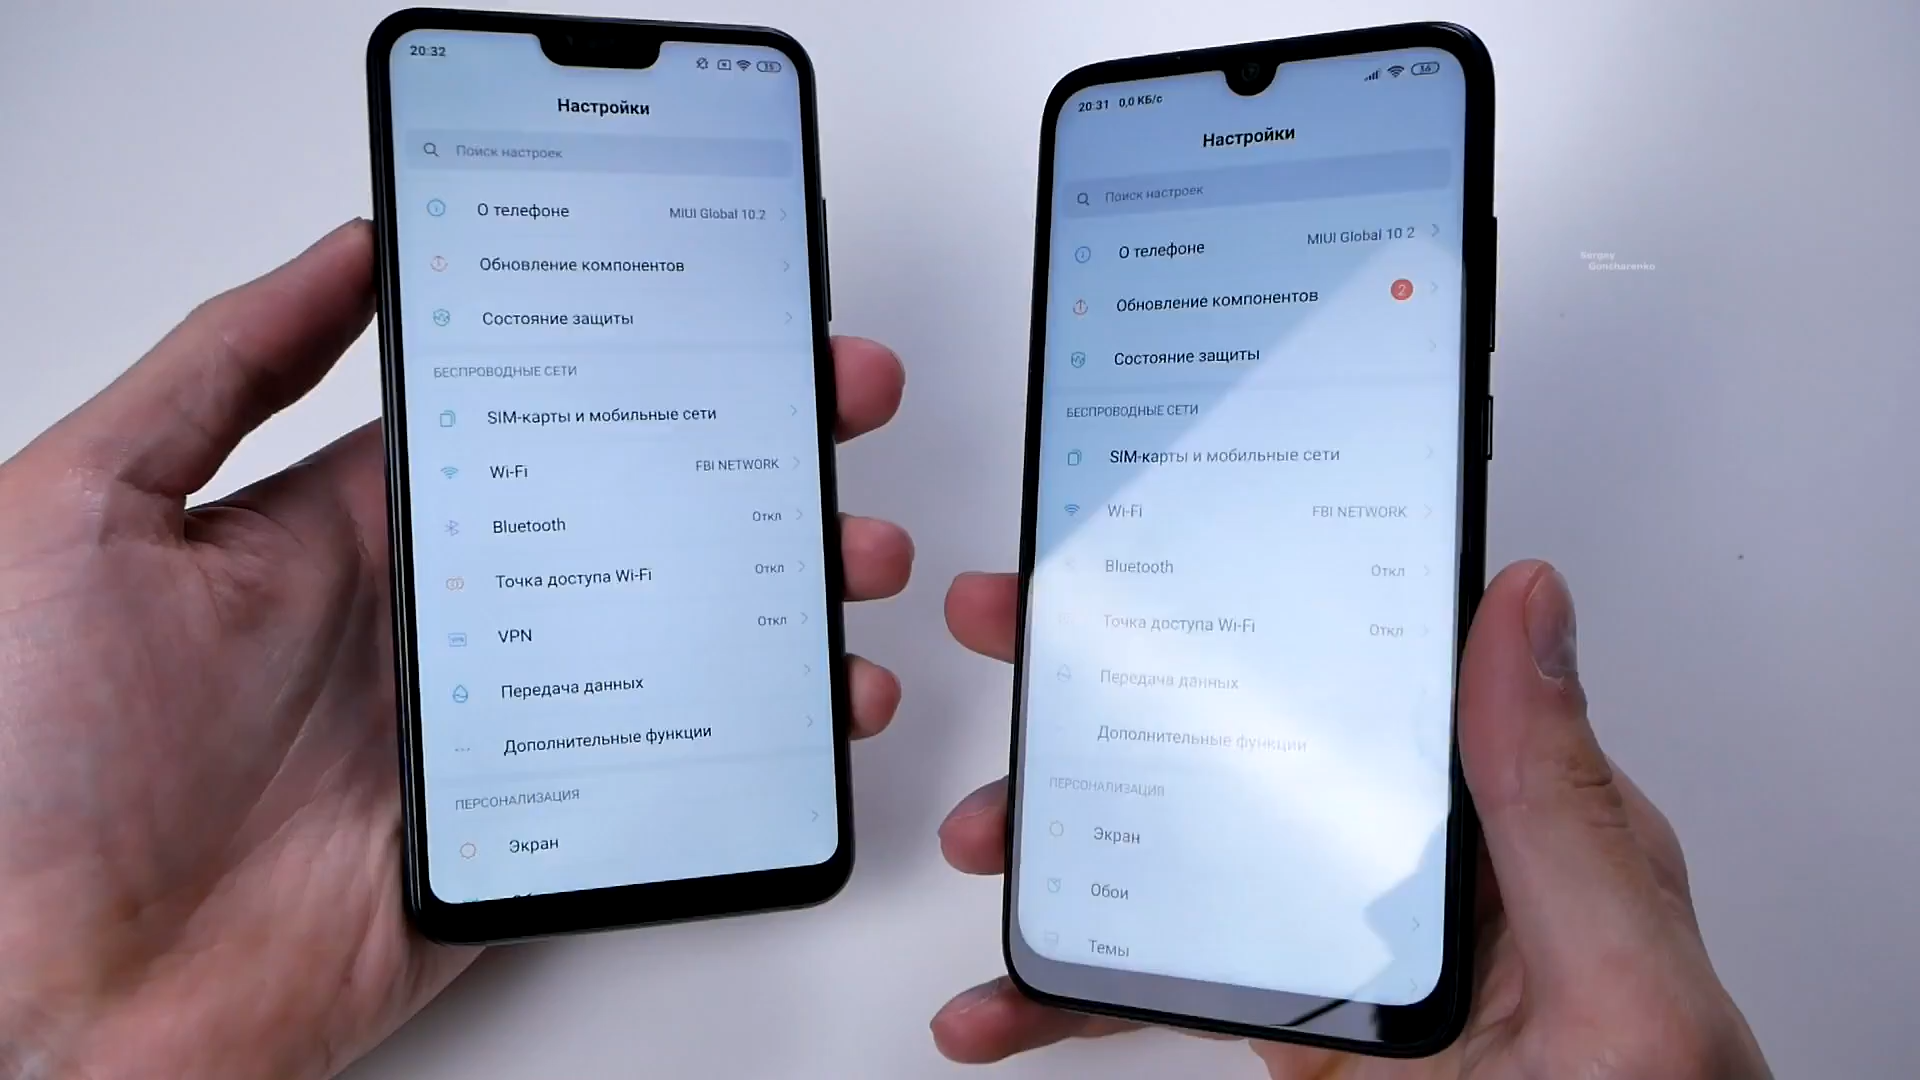 20:32
35
Настройки
Поиск настроек
О телефоне
MIUI Global 10.2
Обновление компонентов
Состояние защиты
БЕСПРОВОДНЫЕ СЕТИ
SIM-карты и мобильные сети
Wi-Fi
FBI NETWORK
Bluetooth
Откл
Точка доступа Wi-Fi
Откл
VPN
Откл
Передача данных
Дополнительные функции
ПЕРСОНАЛИЗАЦИЯ
Экран
20:31 0,0 КБ/с
36
Настройки
Поиск настроек
О телефоне
MIUI Global 10.2
Обновление компонентов
2
Состояние защиты
БЕСПРОВОДНЫЕ СЕТИ
SIM-карты и мобильные сети
Wi-Fi
FBI NETWORK
Bluetooth
Откл
Точка доступа Wi-Fi
Откл
Передача данных
Дополнительные функции
ПЕРСОНАЛИЗАЦИЯ
Экран
Обои
Темы
Sergey
Goncharenko